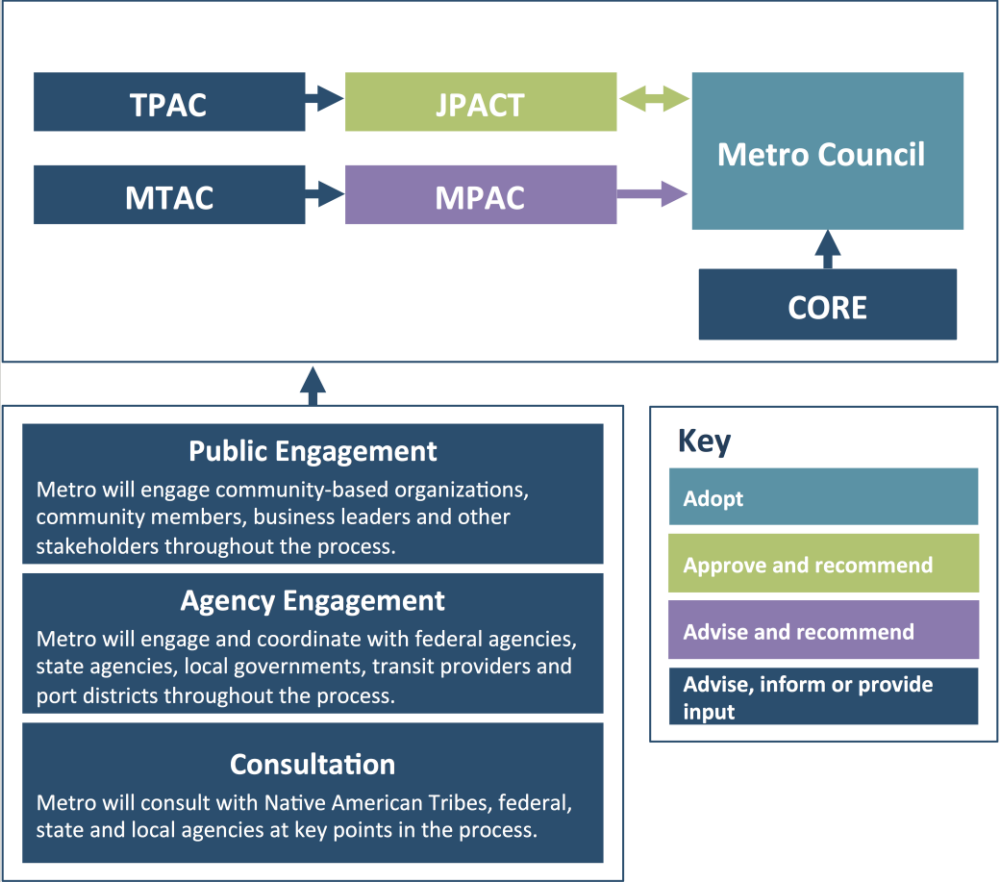 TPAC
JPACT
Metro Council
MTAC
MPAC
CORE
Public Engagement
Metro will engage community-based organizations,
community members, business leaders and other
stakeholders throughout the process.
Agency Engagement
Metro will engage and coordinate with federal agencies,
state agencies, local governments, transit providers and
port districts throughout the process.
Consultation
Metro will consult with Native American Tribes, federal,
state and local agencies at key points in the process.
Key
Adopt
Approve and recommend
Advise and recommend
Advise, inform or provide
input